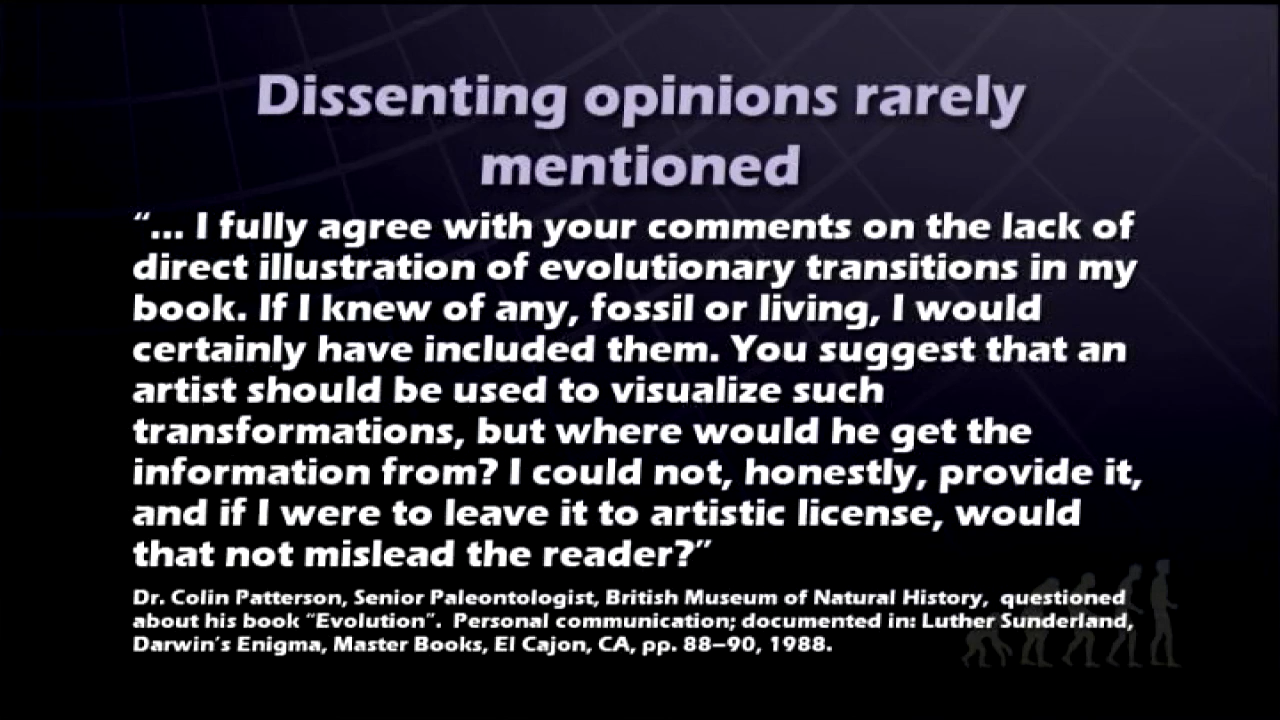 Dissenting opinions rarely
mentioned
“... I fully agree with your comments on the lack of
direct illustration of evolutionary transitions in my
book. If I knew of any, fossil or living, I would
certainly have included them. You suggest that an
artist should be used to visualize such
transformations, but where would he get the
information from? I could not, honestly, provide it,
and if I were to leave it to artistic license, would
that not mislead the reader?”
Dr. Colin Patterson, Senior Paleontologist, British Museum of Natural History, questioned
about his book “Evolution”. Personal communication; documented in: Luther Sunderland,
Darwin's Enigma, Master Books, El Cajon, CA, pp. 88–90, 1988.